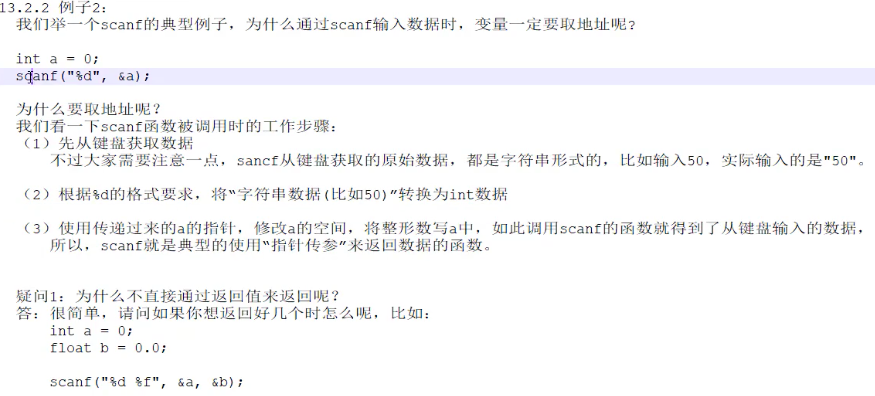 13.2.2 例子2：
我们举一个scanf的典型例子，为什么通过scanf输入数据时，变量一定要取地址呢？
int a = 0;
scanf("%d", &a);
为什么要取地址呢？
我们看一下scanf函数被调用时的工作步骤：
（1）先从键盘获取数据
不过大家需要注意一点，sancf从键盘获取的原始数据，都是字符串形式的，比如输入50，实际输入的是"50"。
（2）根据%d的格式要求，将“字符串数据(比如50)”转换为int数据
（3）使用传递过来的a的指针，修改a的空间，将整形数写a中，如此调用scanf的函数就得到了从键盘输入的数据，
所以，scanf就是典型的使用“指针传参”来返回数据的函数。
疑问1：为什么不直接通过返回值来返回呢？
答：很简单，请问如果你想返回好几个时怎么呢，比如：
int a = 0;
float b = 0.0;
scanf("%d %f", &a, &b);